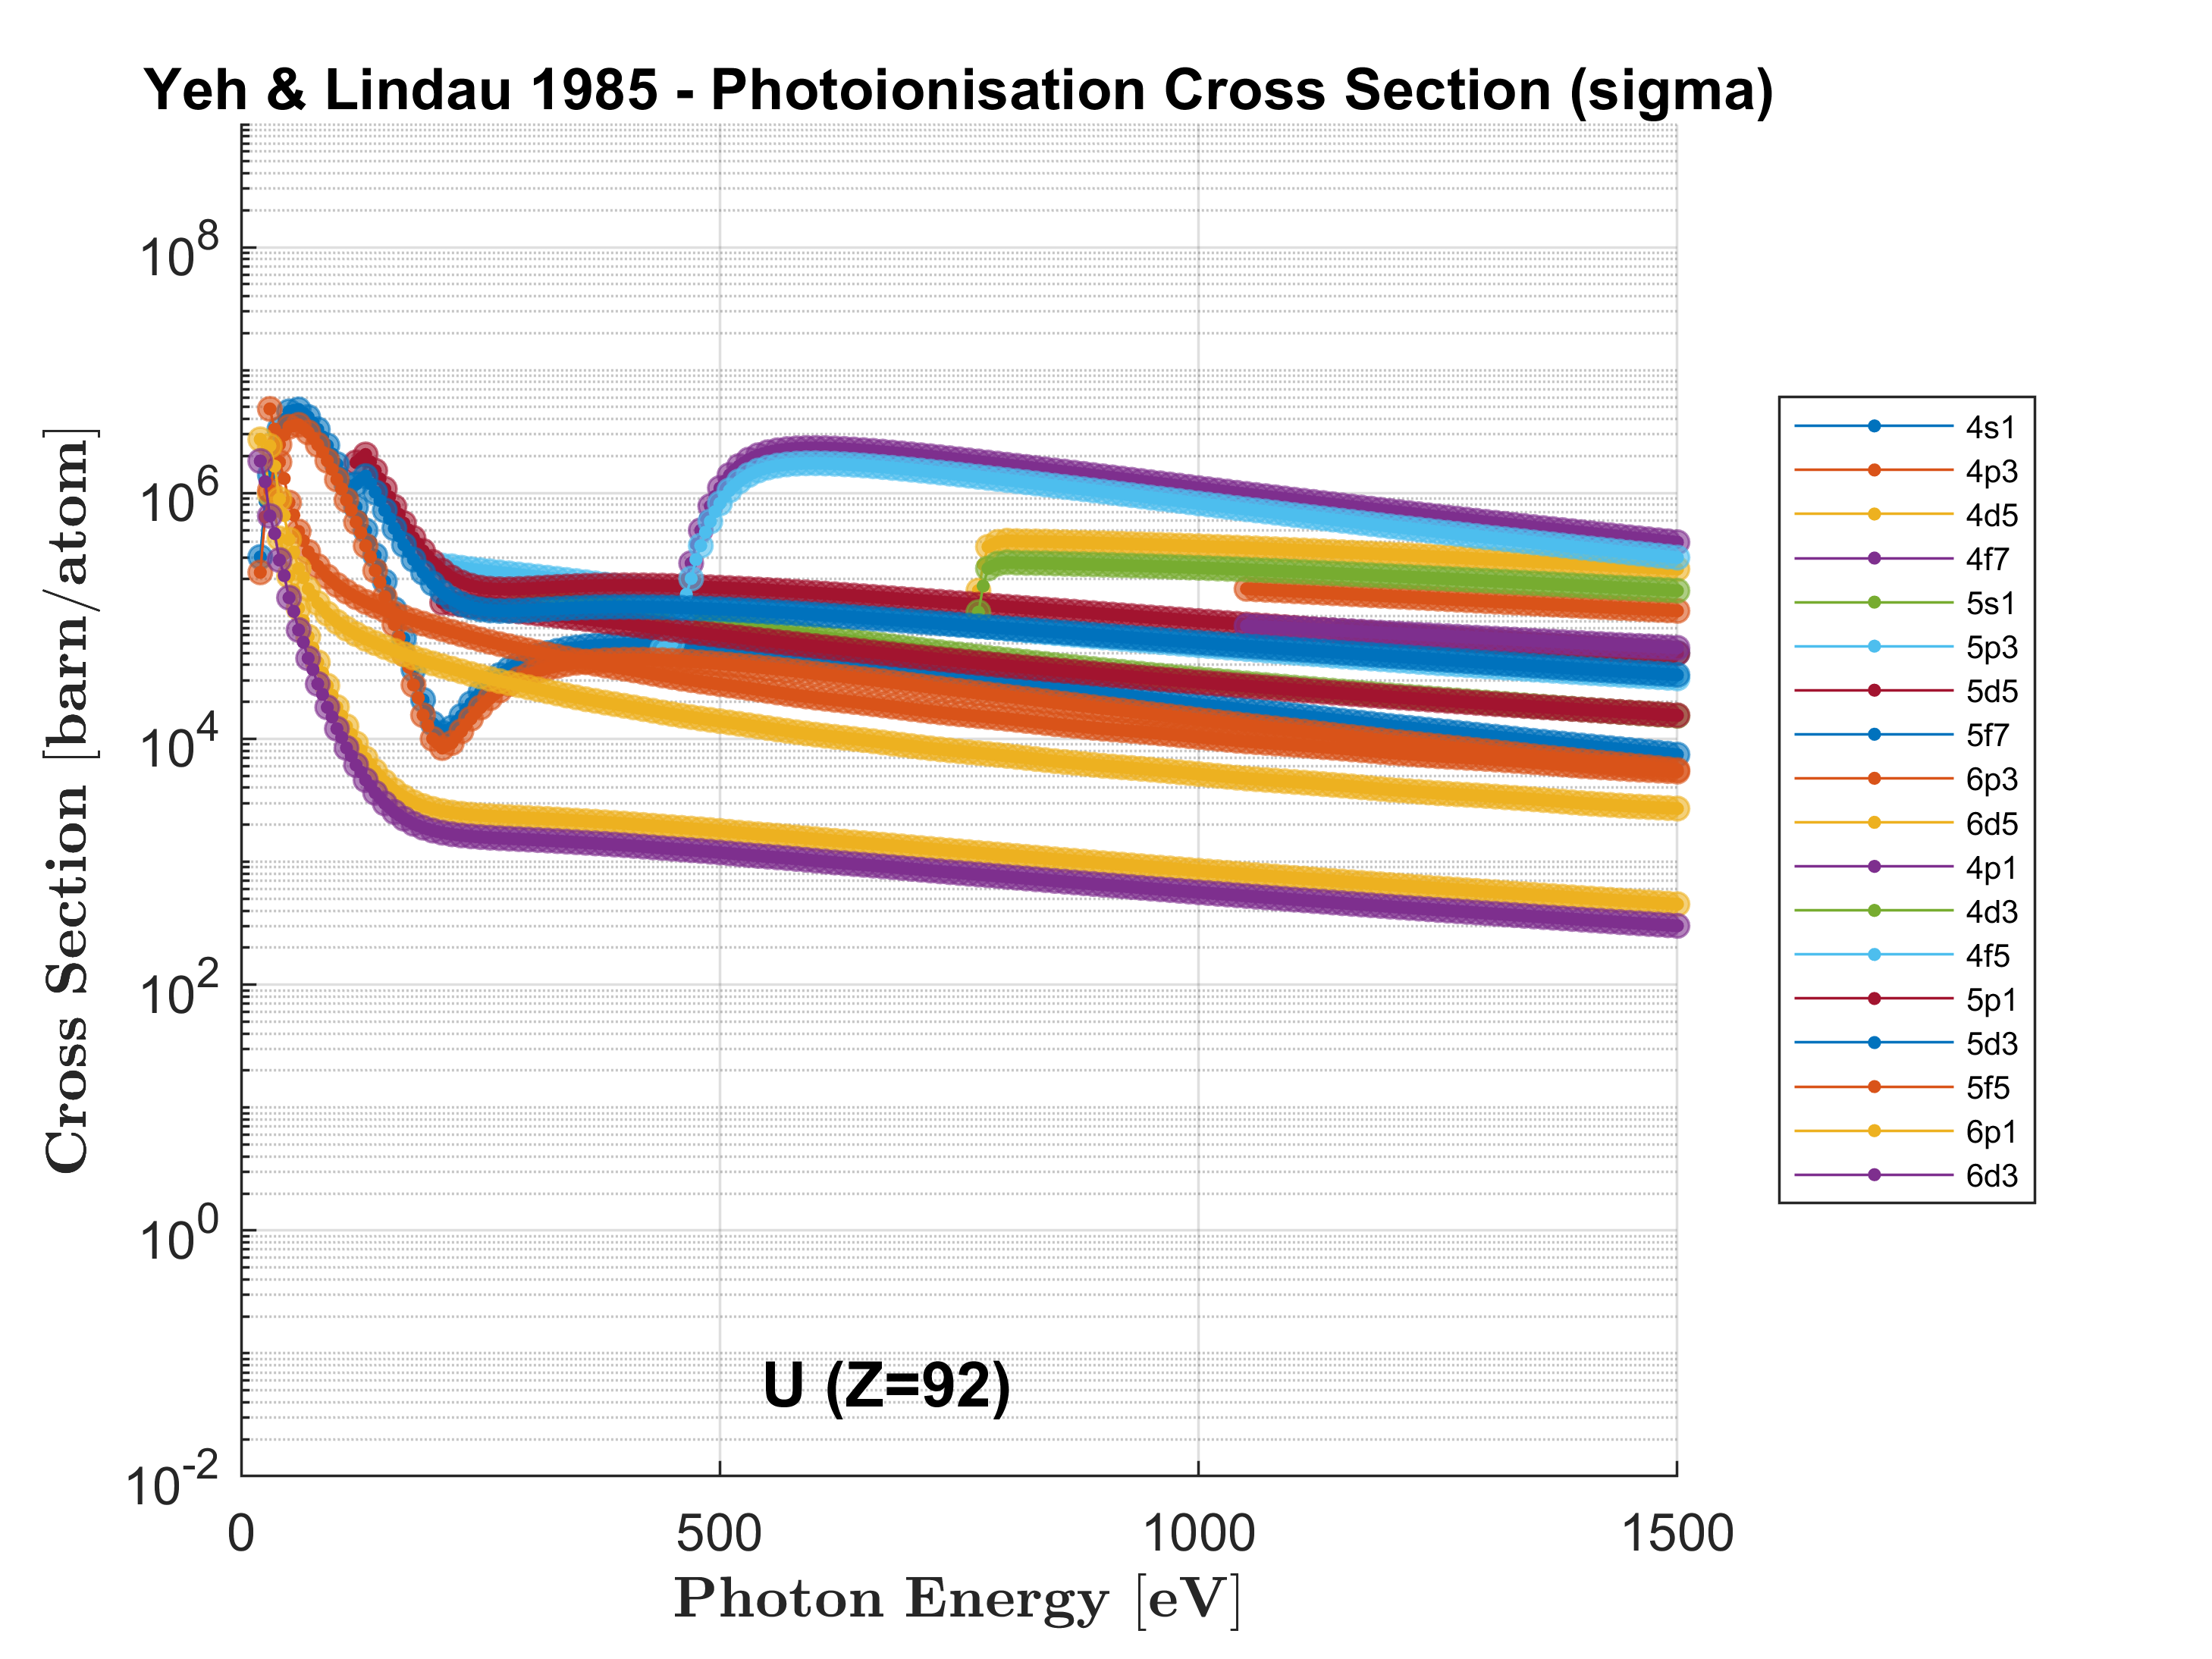 Yeh & Lindau 1985 - Photoionisation Cross Section (sigma)
Cross Section [barn/atom]
10^8
10^6
10^4
10^2
10^0
10^-2
0 500 1000 1500
Photon Energy [eV]
U (Z=92)
4s1
4p3
4d5
4f7
5s1
5p3
5d5
5f7
6p3
6d5
4p1
4d3
4f5
5p1
5d3
5f5
6p1
6d3